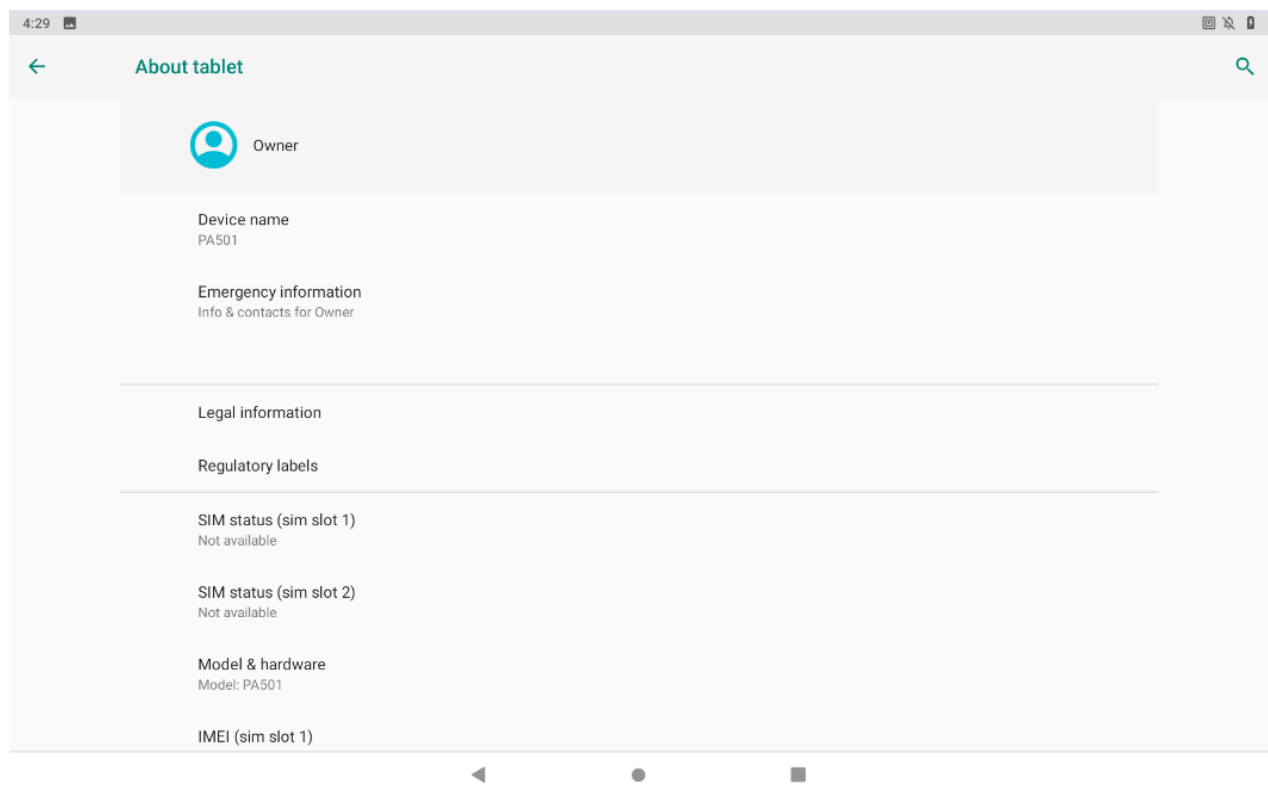 4:29
About tablet
Owner
Device name
PA501
Emergency information
Info & contacts for Owner
Legal information
Regulatory labels
SIM status (sim slot 1)
Not available
SIM status (sim slot 2)
Not available
Model & hardware
Model: PA501
IMEI (sim slot 1)